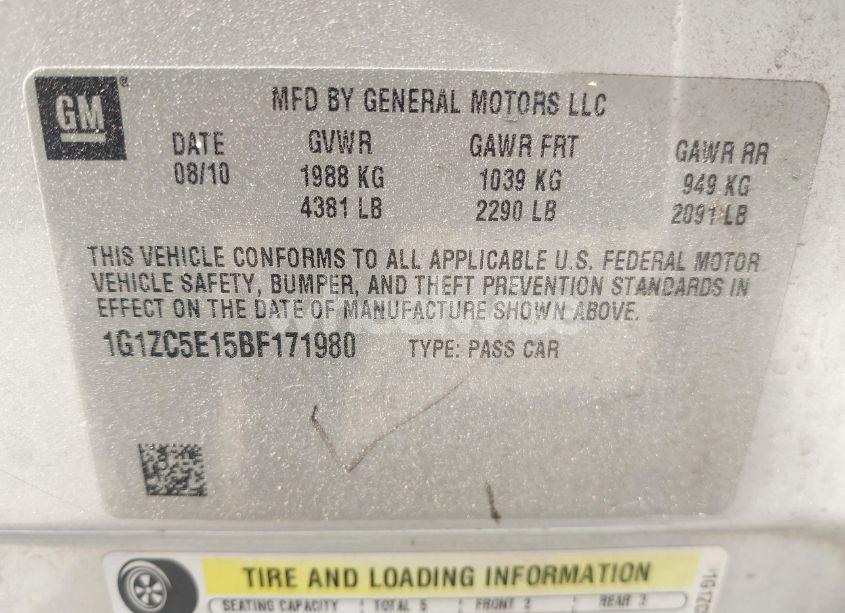 GM
MFD BY GENERAL MOTORS LLC
DATE GVWR GAWR FRT GAWR RR
08/10 1988 KG 1039 KG 949 KG
4381 LB 2290 LB 2091 LB
THIS VEHICLE CONFORMS TO ALL APPLICABLE U.S. FEDERAL MOTOR
VEHICLE SAFETY, BUMPER, AND THEFT PREVENTION STANDARDS IN
EFFECT ON THE DATE OF MANUFACTURE SHOWN ABOVE.
1G1ZC5E15BF171980 TYPE: PASS CAR
TIRE AND LOADING INFORMATION
SEATING CAPACITY TOTAL 5 FRONT 2 REAR 3